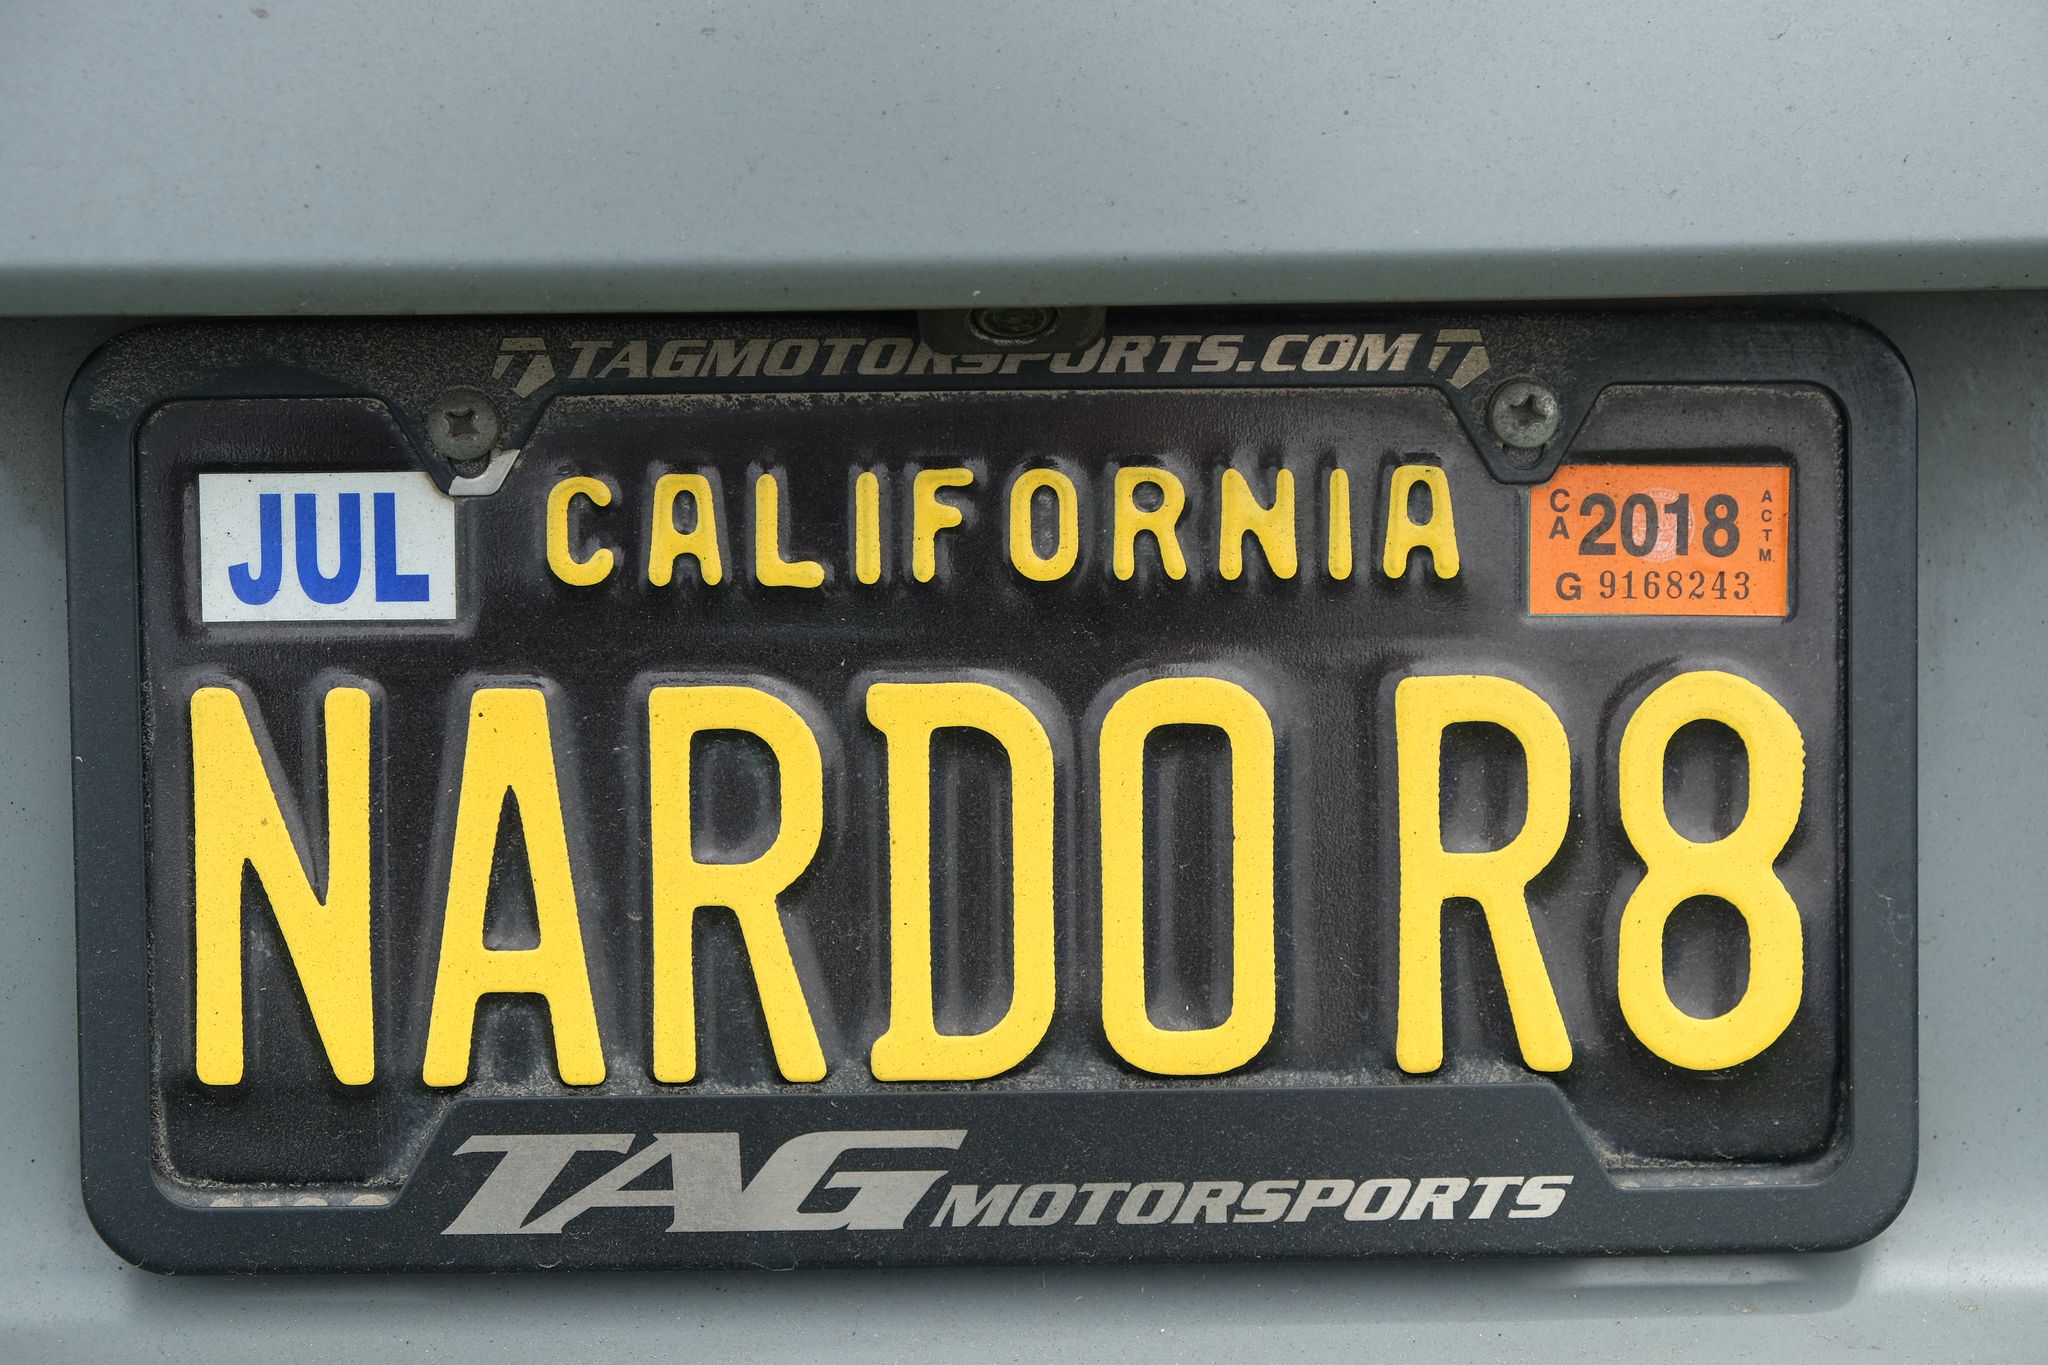 TAGMOTORSPORTS.COM
JUL
CALIFORNIA
CA 2018 ACTM.
G 9168243
NARDO R8
TAG MOTORSPORTS